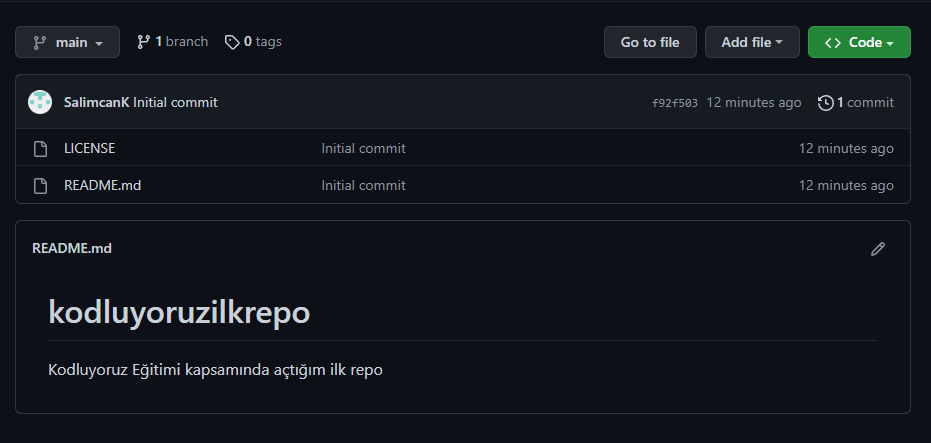 main 1 branch 0 tags Go to file Add file Code
SalimcanK Initial commit f92f503 12 minutes ago 1 commit
LICENSE Initial commit 12 minutes ago
README.md Initial commit 12 minutes ago
README.md
kodluyoruzilkrepo
Kodluyoruz Eğitimi kapsamında açtığım ilk repo